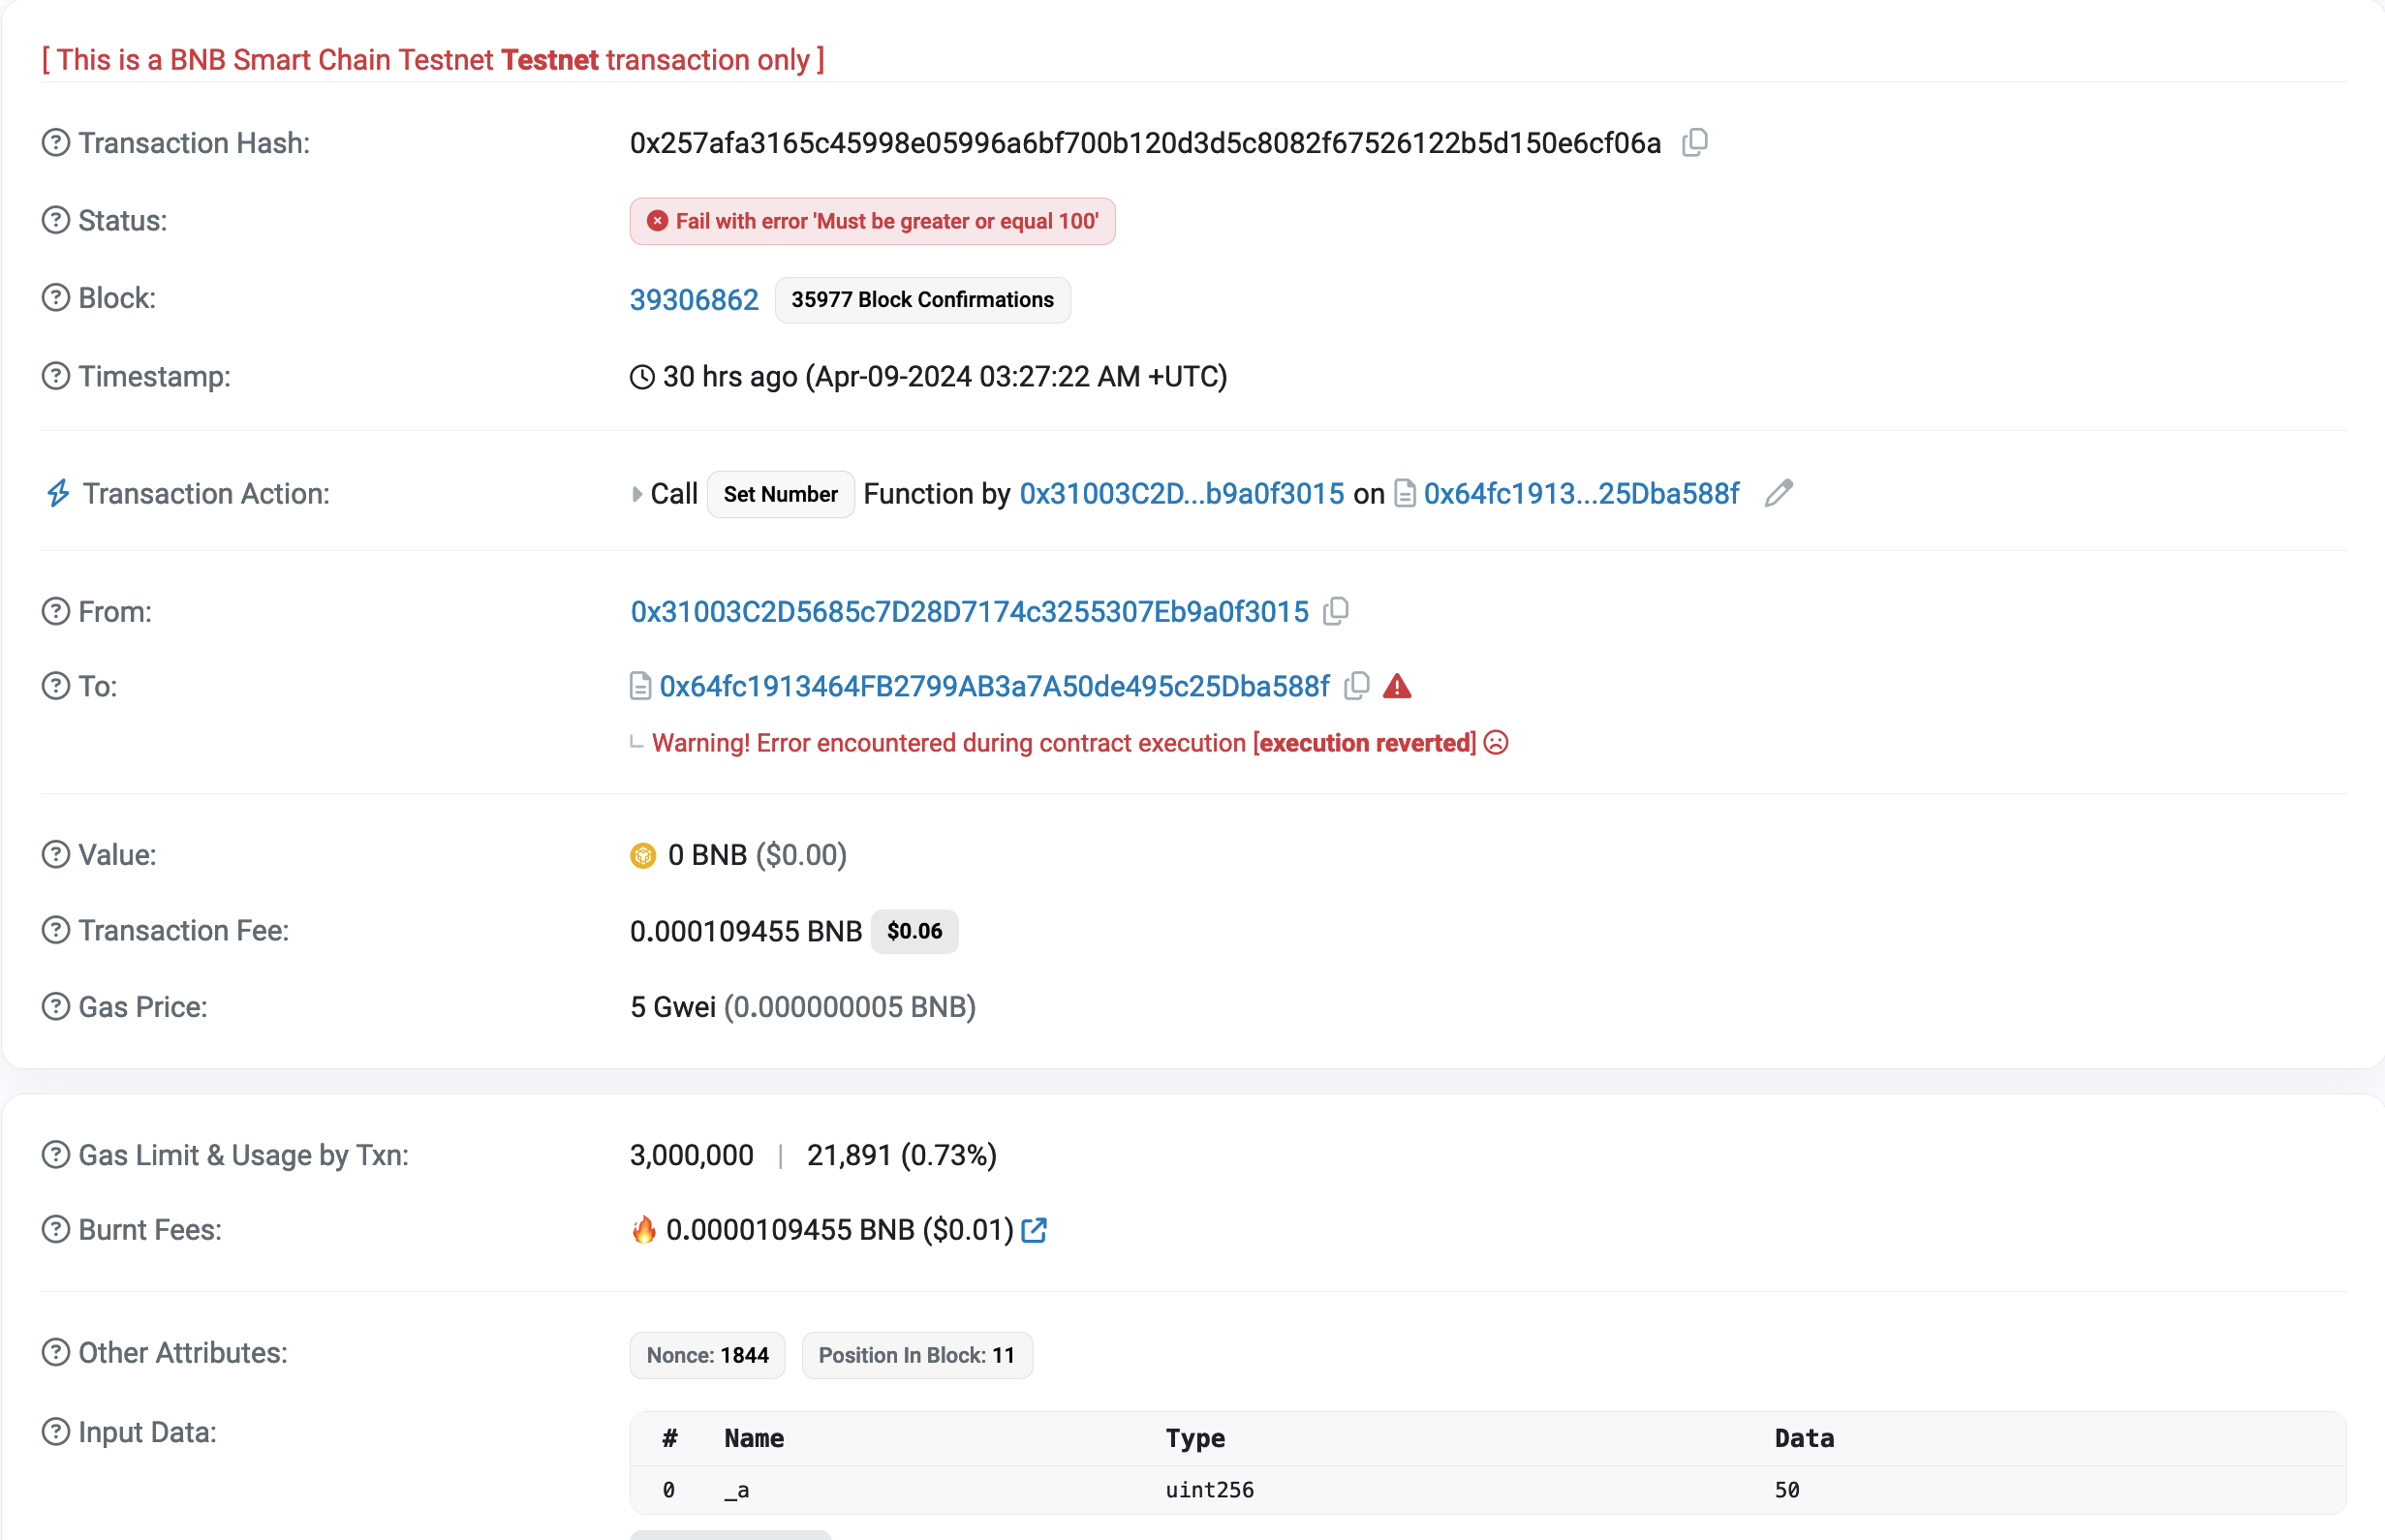 [ This is a BNB Smart Chain Testnet Testnet transaction only ]
Transaction Hash: 0x257afa3165c45998e05996a6bf700b120d3d5c8082f67526122b5d150e6cf06a
Status: Fail with error 'Must be greater or equal 100'
Block: 39306862 35977 Block Confirmations
Timestamp: 30 hrs ago (Apr-09-2024 03:27:22 AM +UTC)
Transaction Action: Call Set Number Function by 0x31003C2D...b9a0f3015 on 0x64fc1913...25Dba588f
From: 0x31003C2D5685c7D28D7174c3255307Eb9a0f3015
To: 0x64fc1913464FB2799AB3a7A50de495c25Dba588f
Warning! Error encountered during contract execution [execution reverted]
Value: 0 BNB ($0.00)
Transaction Fee: 0.000109455 BNB $0.06
Gas Price: 5 Gwei (0.000000005 BNB)
Gas Limit & Usage by Txn: 3,000,000 | 21,891 (0.73%)
Burnt Fees: 0.0000109455 BNB ($0.01)
Other Attributes: Nonce: 1844 Position In Block: 11
Input Data:
# Name Type Data
0 _a uint256 50